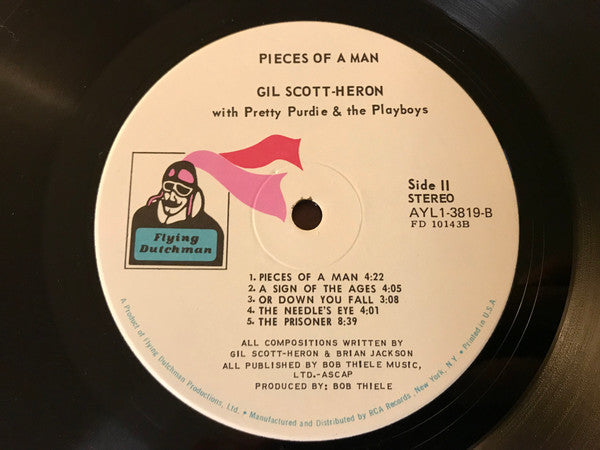 PIECES OF A MAN
GIL SCOTT-HERON
with Pretty Purdie & the Playboys
Side II
STEREO
AYL1-3819-B
FD 10143B
Flying
Dutchman
1. PIECES OF A MAN 4:22
2. A SIGN OF THE AGES 4:05
3. OR DOWN YOU FALL 3:08
4. THE NEEDLE'S EYE 4:01
5. THE PRISONER 8:39
ALL COMPOSITIONS WRITTEN BY
GIL SCOTT-HERON & BRIAN JACKSON
ALL PUBLISHED BY BOB THIELE MUSIC,
LTD.-ASCAP
PRODUCED BY: BOB THIELE
A Product of Flying Dutchman Productions, Ltd. • Manufactured and Distributed by RCA Records, New York, N.Y. • Printed in U.S.A